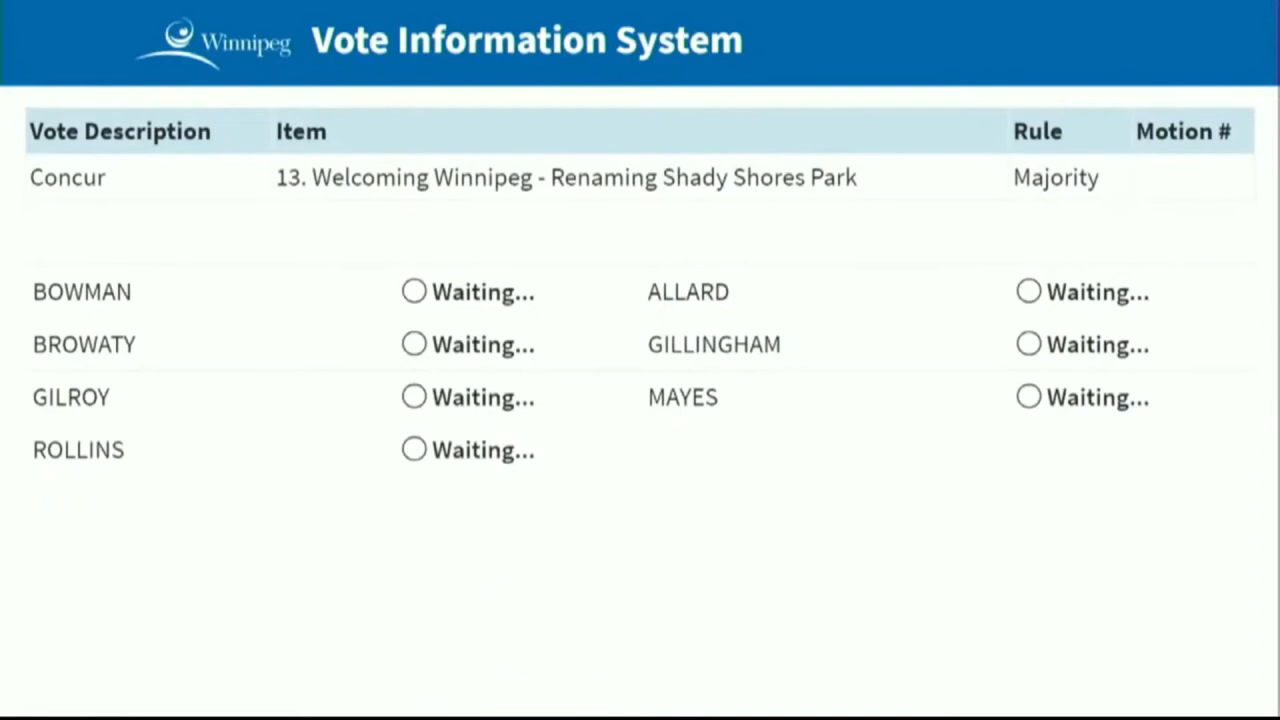 Winnipeg Vote Information System
Vote Description Item Rule Motion #
Concur 13. Welcoming Winnipeg - Renaming Shady Shores Park Majority
BOWMAN Waiting... ALLARD Waiting...
BROWATY Waiting... GILLINGHAM Waiting...
GILROY Waiting... MAYES Waiting...
ROLLINS Waiting...